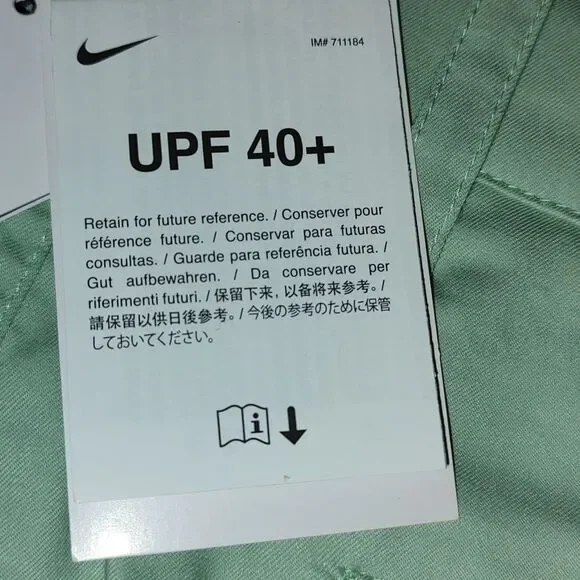 IM# 711184
UPF 40+
Retain for future reference. / Conserver pour
référence future. / Conservar para futuras
consultas. / Guarde para referência futura. /
Gut aufbewahren. / Da conservare per
riferimenti futuri. / 保留下来，以备将来参考。/
請保留以供日後參考。/ 今後の参考のために保管
しておいてください。
i